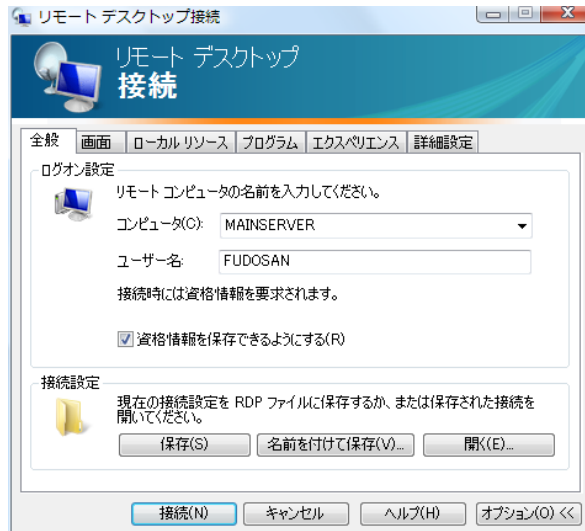 リモート デスクトップ接続
リモート デスクトップ
接続
全般 画面 ローカル リソース プログラム エクスペリエンス 詳細設定
ログオン設定
リモート コンピュータの名前を入力してください。
コンピュータ(C): MAINSERVER
ユーザー名: FUDOSAN
接続時には資格情報を要求されます。
資格情報を保存できるようにする(R)
接続設定
現在の接続設定を RDP ファイルに保存するか、または保存された接続を
開いてください。
保存(S) 名前を付けて保存(V)... 開く(E)...
接続(N) キャンセル ヘルプ(H) オプション(O) <<